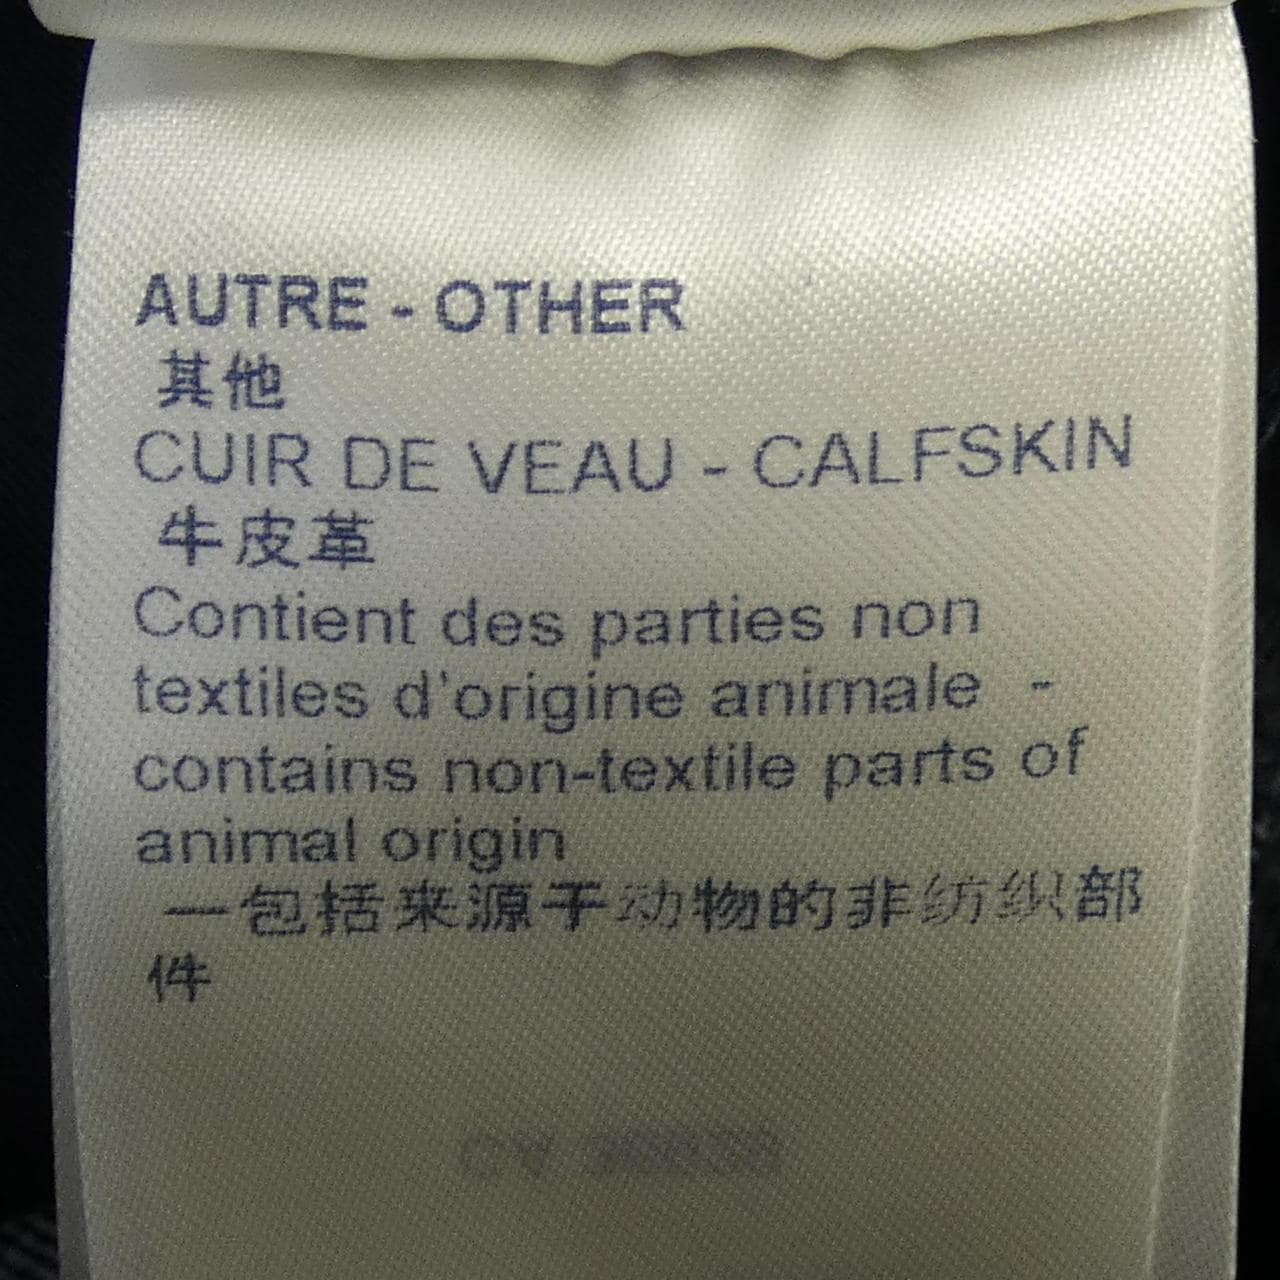 AUTRE - OTHER
其他
CUIR DE VEAU - CALFSKIN
牛皮革
Contient des parties non
textiles d'origine animale -
contains non-textile parts of
animal origin
一包括来源于动物的非纺织部
件